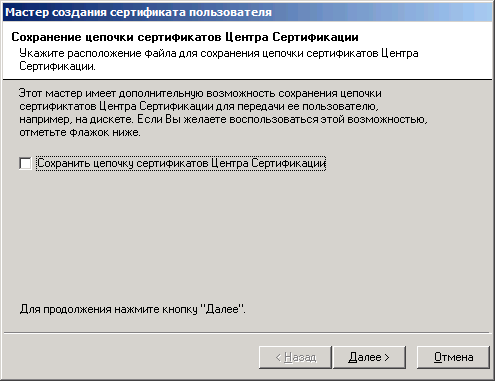 Мастер создания сертификата пользователя
Сохранение цепочки сертификатов Центра Сертификации
Укажите расположение файла для сохранения цепочки сертификатов Центра
Сертификации.
Этот мастер имеет дополнительную возможность сохранения цепочки
сертификтатов Центра Сертификации для передачи ее пользователю,
например, на дискете. Если Вы желаете воспользоваться этой возможностью,
отметьте флажок ниже.
Сохранить цепочку сертификатов Центра Сертификации
Для продолжения нажмите кнопку "Далее".
< Назад Далее > Отмена